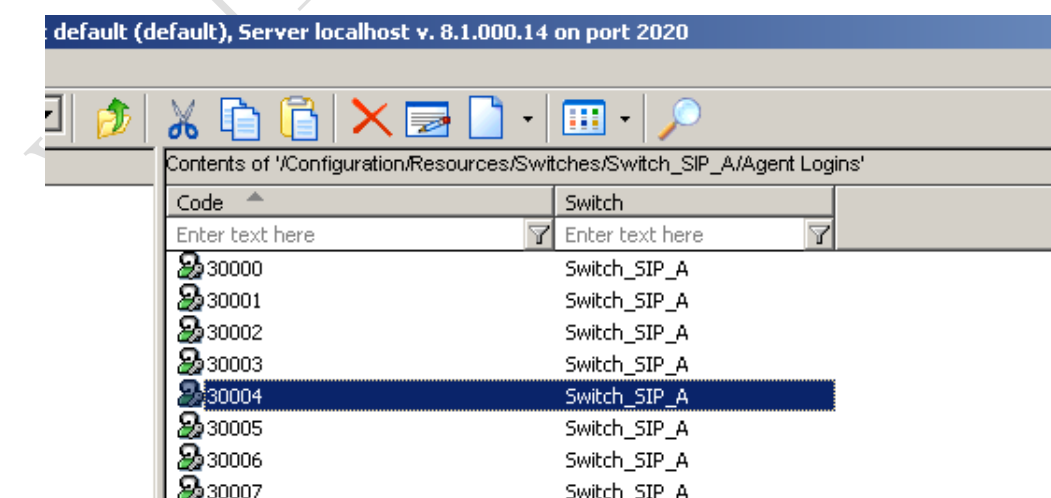 : default (default), Server localhost v. 8.1.000.14 on port 2020
Contents of '/Configuration/Resources/Switches/Switch_SIP_A/Agent Logins'
Code Switch
Enter text here Enter text here
30000 Switch_SIP_A
30001 Switch_SIP_A
30002 Switch_SIP_A
30003 Switch_SIP_A
30004 Switch_SIP_A
30005 Switch_SIP_A
30006 Switch_SIP_A
30007 Switch_SIP_A